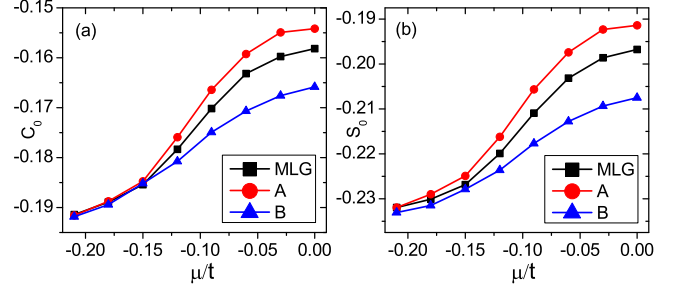 (a)
C₀
-0.15
-0.16
-0.17
-0.18
-0.19
-0.20 -0.15 -0.10 -0.05 0.00
μ/t
MLG
A
B
(b)
S₀
-0.19
-0.20
-0.21
-0.22
-0.23
-0.20 -0.15 -0.10 -0.05 0.00
μ/t
MLG
A
B